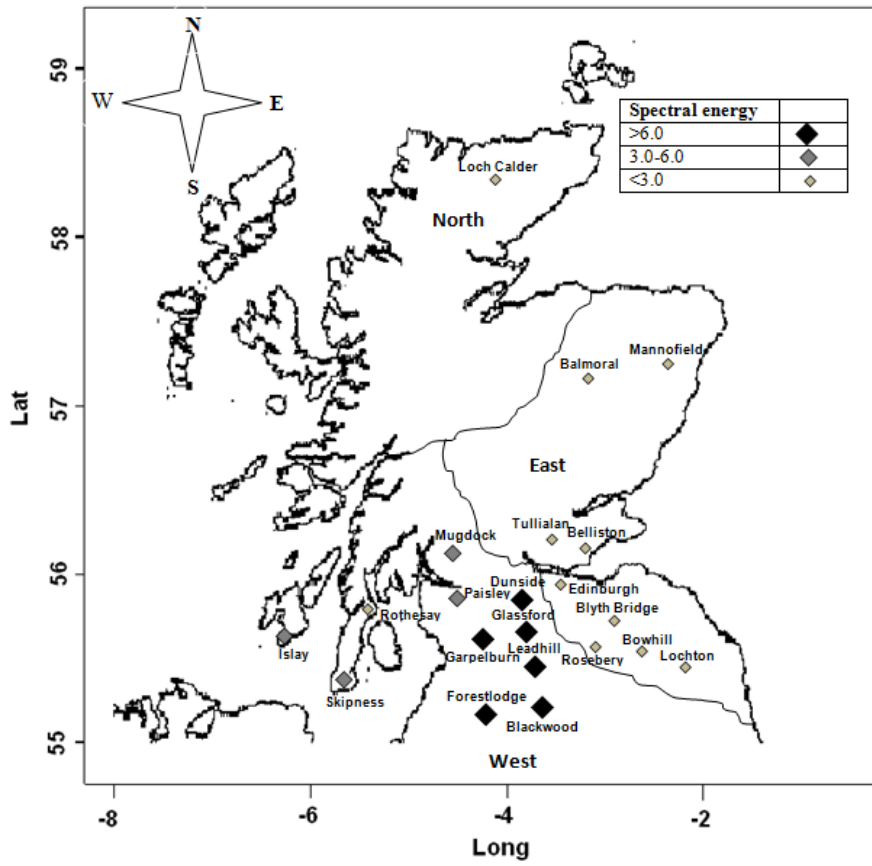 N
W E
S
59
58
57
56
55
Lat
-8 -6 -4 -2
Long
Spectral energy
>6.0
3.0-6.0
<3.0
Loch Calder
North
Mannofield
Balmoral
East
Tullialan
Belliston
Mugdock
Dunside
Edinburgh
Paisley
Blyth Bridge
Glassford
Rothesay
Bowhill
Leadhill
Islay
Garpelburn
Rosebery
Lochton
Skipness
Forestlodge
Blackwood
West